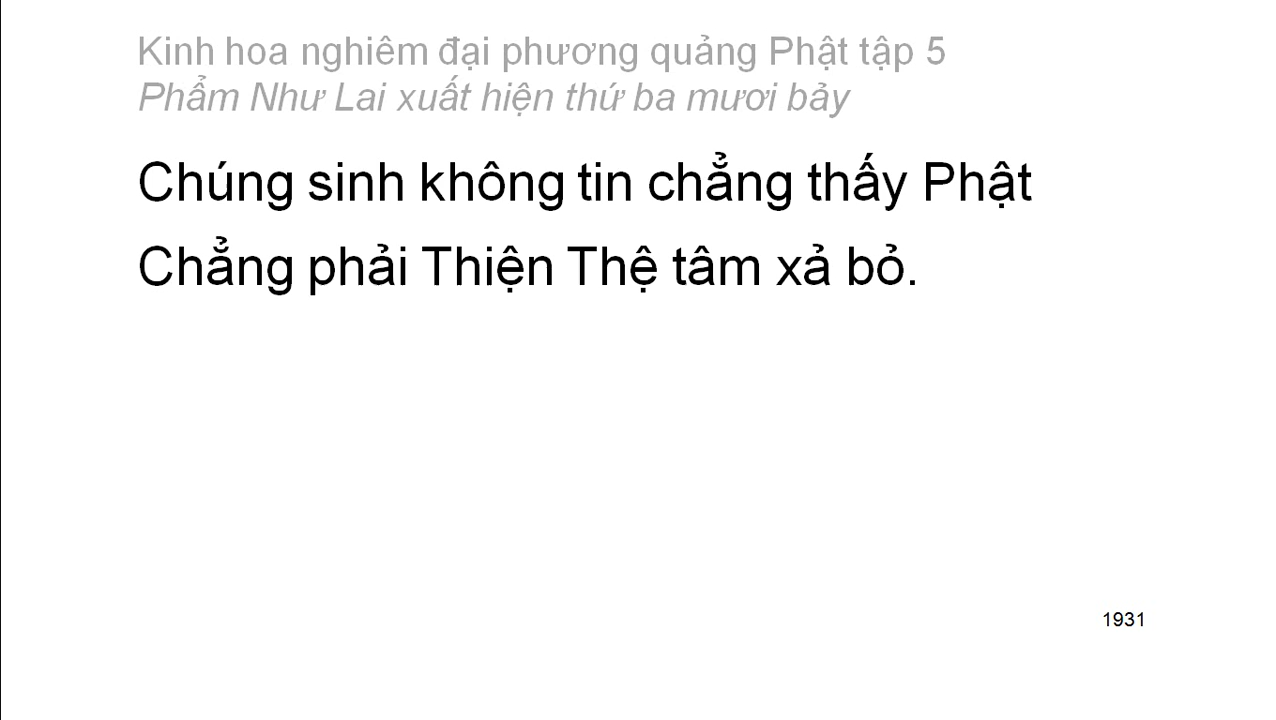 Kinh hoa nghiêm đại phương quảng Phật tập 5
Phẩm Như Lai xuất hiện thứ ba mươi bảy
Chúng sinh không tin chẳng thấy Phật
Chẳng phải Thiện Thệ tâm xả bỏ.
1931